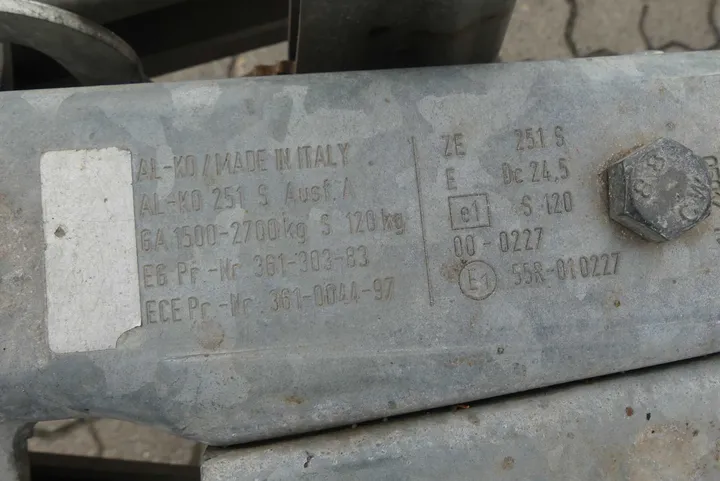 AL-KO / MADE IN ITALY
AL-KO 251 S Ausf. A
GA 1500-2700 kg S 120 kg
EG Pr.-Nr 361-303-83
ECE Pr.-Nr. 361-0044-97
ZE 251 S
E Dc 24,5
e1 S 120
00-0227
E1 55R-010227
8.8